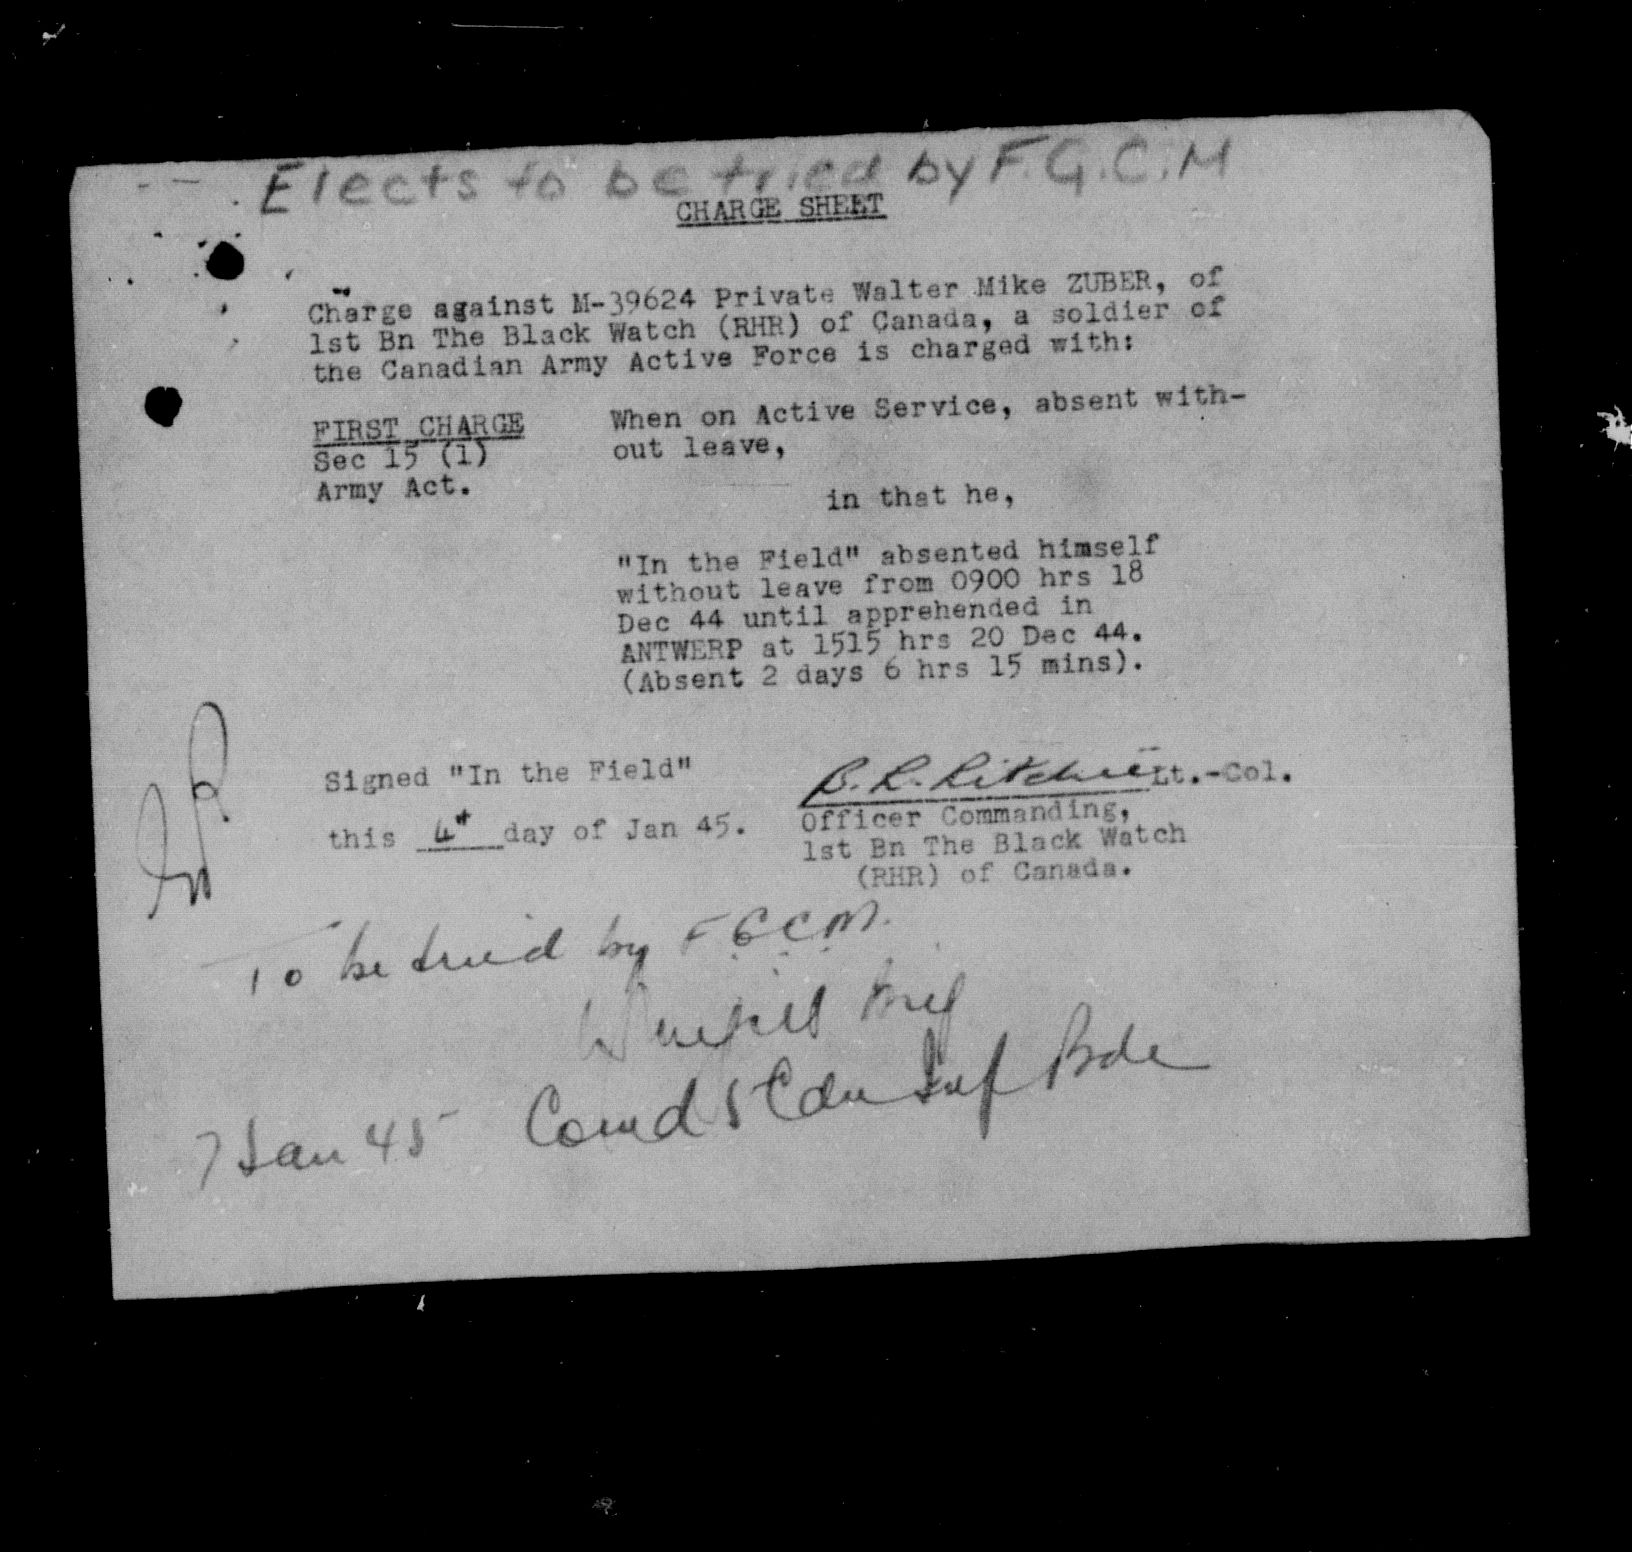 Elects to be tried by F.G.C.M
CHARGE SHEET
Charge against M-39624 Private Walter Mike ZUBER, of
1st Bn The Black Watch (RHR) of Canada, a soldier of
the Canadian Army Active Force is charged with:
FIRST CHARGE
Sec 15 (1)
Army Act.
When on Active Service, absent with-
out leave,
in that he,
"In the Field" absented himself
without leave from 0900 hrs 18
Dec 44 until apprehended in
ANTWERP at 1515 hrs 20 Dec 44.
(Absent 2 days 6 hrs 15 mins).
Signed "In the Field"
this 4th day of Jan 45.
B.R. Ritchie Lt.-Col.
Officer Commanding,
1st Bn The Black Watch
(RHR) of Canada.
To be tried by F.G.C.M.
Brig
7 Jan 45 Comd 5 Cdn Inf Bde